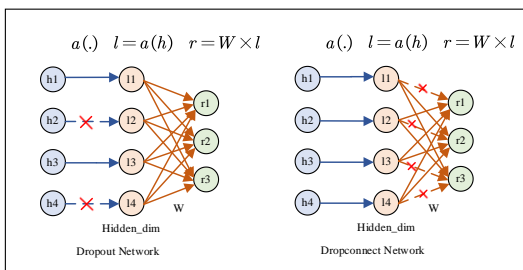 a(.) l=a(h) r=W×l
h1 l1
h2 l2 r1
h3 l3 r2
h4 l4 r3
W
Hidden_dim
Dropout Network
a(.) l=a(h) r=W×l
h1 l1
h2 l2 r1
h3 l3 r2
h4 l4 r3
W
Hidden_dim
Dropconnect Network